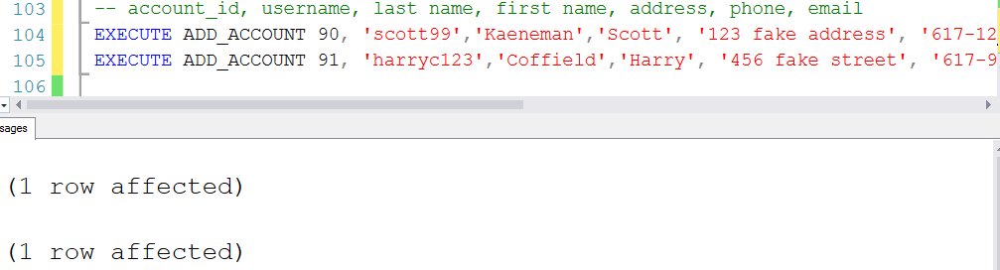 103 -- account_id, username, last name, first name, address, phone, email
104 EXECUTE ADD_ACCOUNT 90, 'scott99','Kaeneman','Scott', '123 fake address', '617-12
105 EXECUTE ADD_ACCOUNT 91, 'harryc123','Coffield','Harry', '456 fake street', '617-9
106
sages
(1 row affected)
(1 row affected)